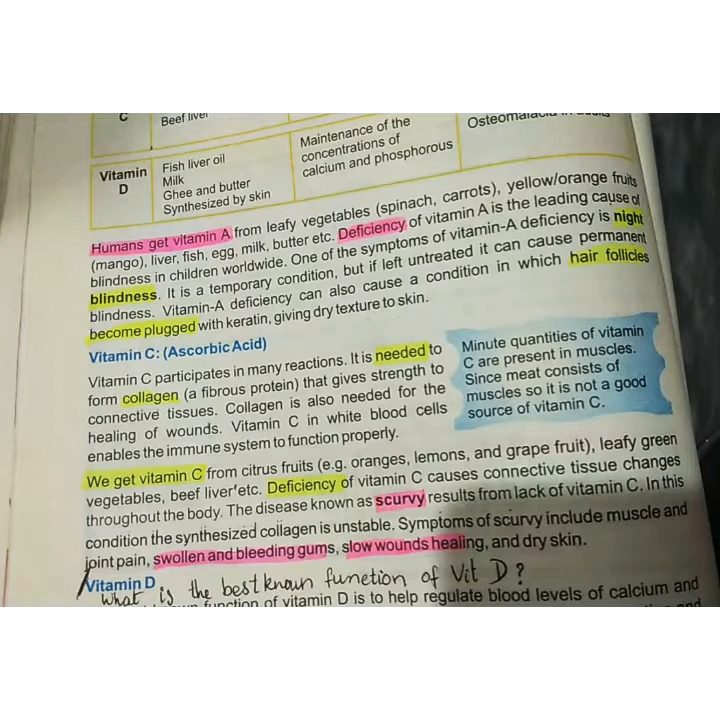 C
Beef liver
Osteomalacia in adults
Vitamin
D
Fish liver oil
Milk
Ghee and butter
Synthesized by skin
Maintenance of the
concentrations of
calcium and phosphorous
Humans get vitamin A from leafy vegetables (spinach, carrots), yellow/orange fruits
(mango), liver, fish, egg, milk, butter etc. Deficiency of vitamin A is the leading cause of
blindness in children worldwide. One of the symptoms of vitamin-A deficiency is night
blindness. It is a temporary condition, but if left untreated it can cause permanent
blindness. Vitamin-A deficiency can also cause a condition in which hair follicles
become plugged with keratin, giving dry texture to skin.
Vitamin C: (Ascorbic Acid)
Vitamin C participates in many reactions. It is needed to
form collagen (a fibrous protein) that gives strength to
connective tissues. Collagen is also needed for the
healing of wounds. Vitamin C in white blood cells
enables the immune system to function properly.
Minute quantities of vitamin
C are present in muscles.
Since meat consists of
muscles so it is not a good
source of vitamin C.
We get vitamin C from citrus fruits (e.g. oranges, lemons, and grape fruit), leafy green
vegetables, beef liver etc. Deficiency of vitamin C causes connective tissue changes
throughout the body. The disease known as scurvy results from lack of vitamin C. In this
condition the synthesized collagen is unstable. Symptoms of scurvy include muscle and
joint pain, swollen and bleeding gums, slow wounds healing, and dry skin.
Vitamin D
What is the best known function of Vit D?
function of vitamin D is to help regulate blood levels of calcium and
and